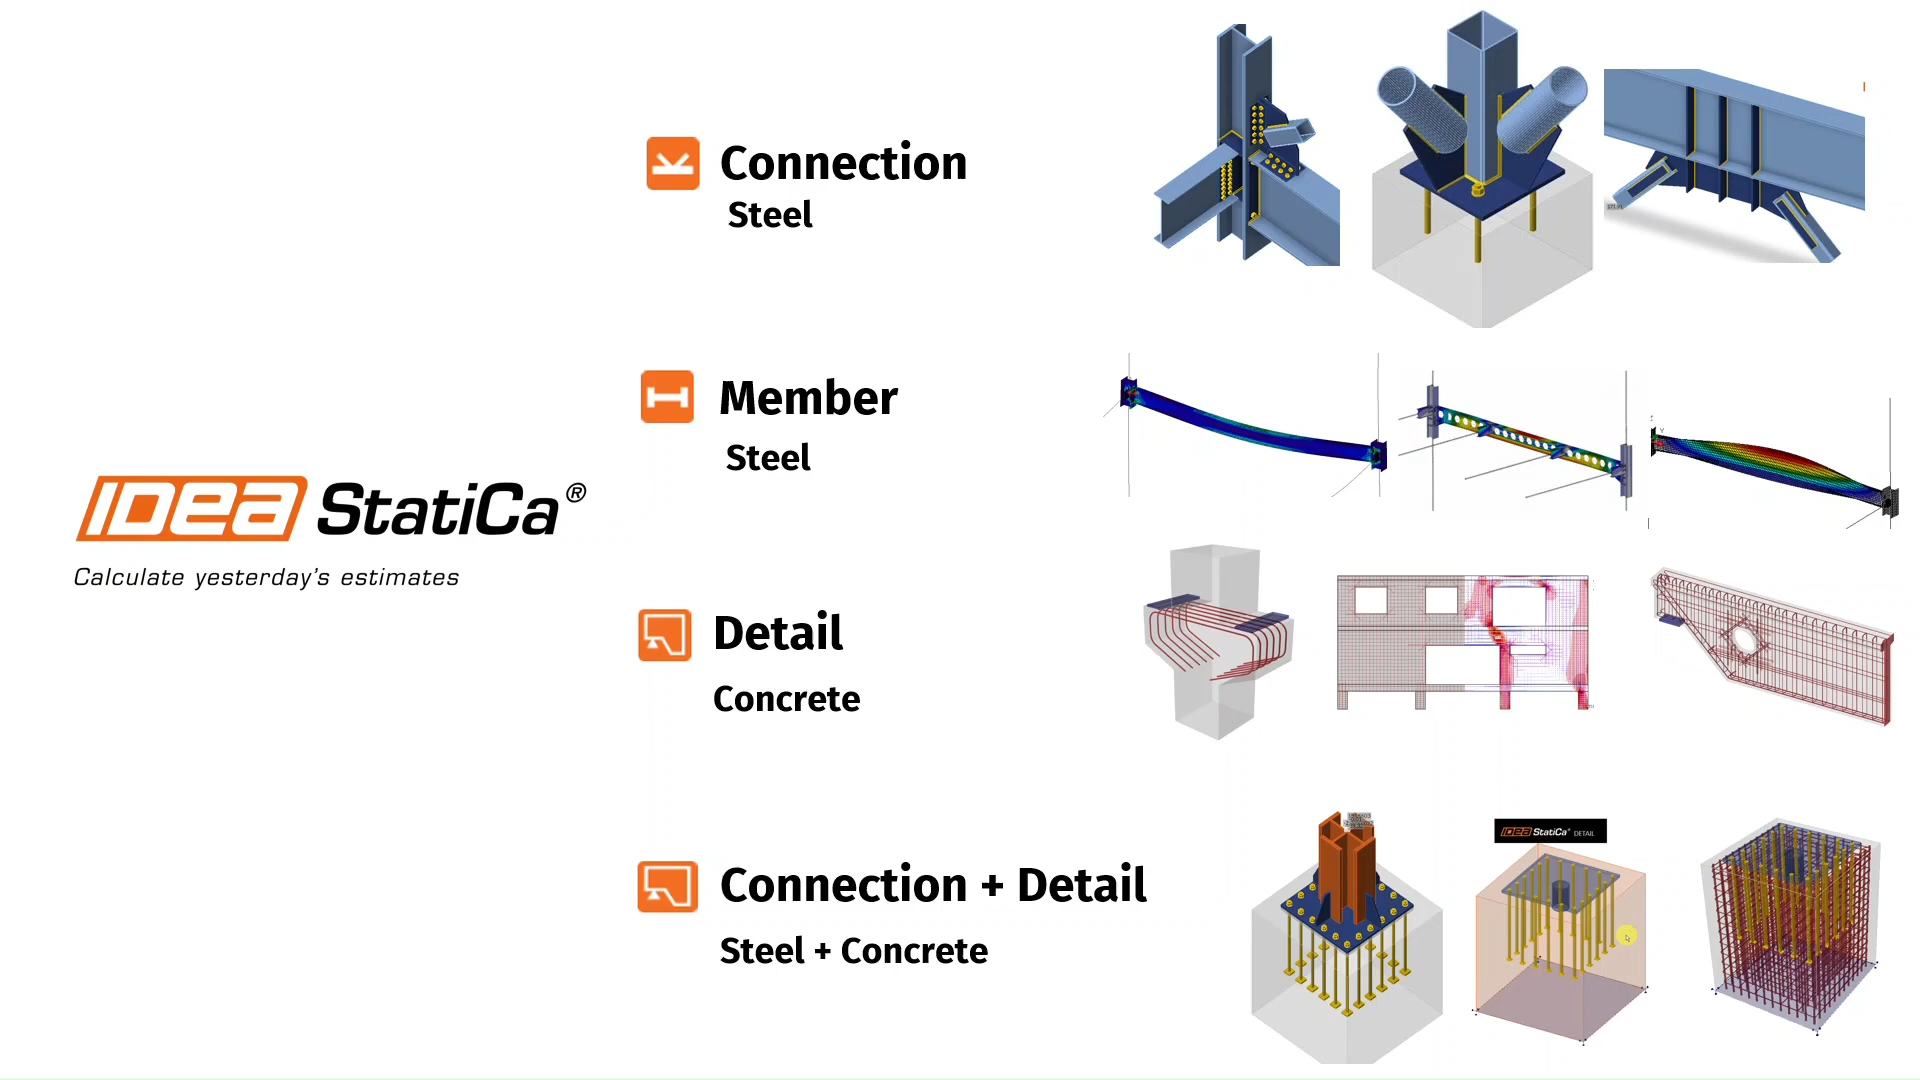 IDEA StatiCa®
Calculate yesterday's estimates
Connection
Steel
Member
Steel
Detail
Concrete
Connection + Detail
Steel + Concrete
IDEA StatiCa® DETAIL